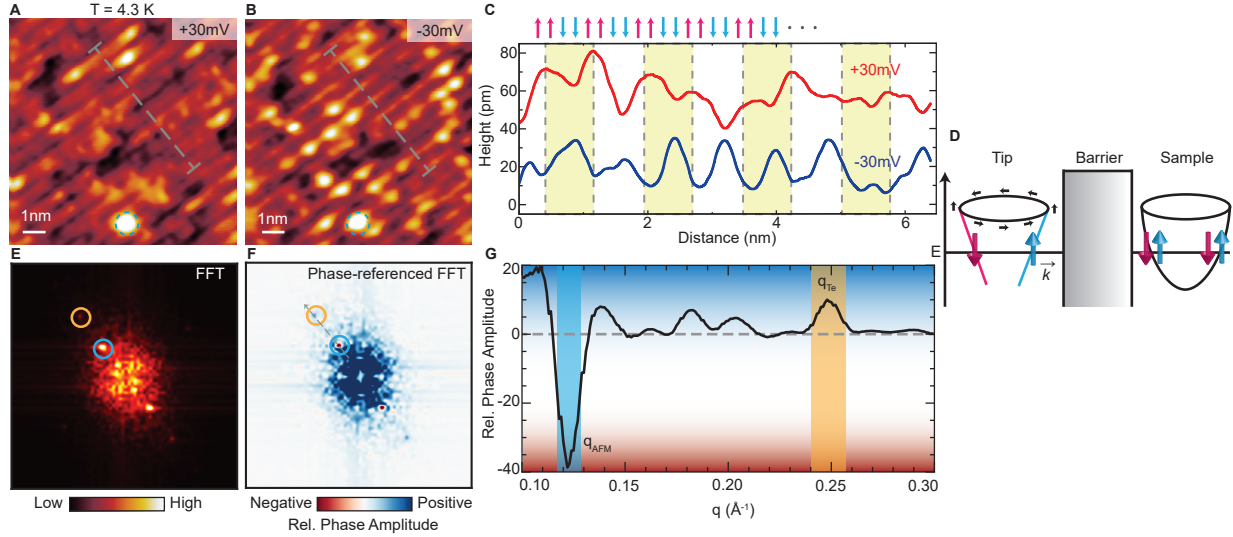 A
T = 4.3 K
+30mV
1nm
B
-30mV
1nm
C
80
60
40
20
0
Height (pm)
+30mV
-30mV
0
2
4
6
Distance (nm)
D
Tip
Barrier
Sample
E
k
E
FFT
Low
High
F
Phase-referenced FFT
Negative
Positive
Rel. Phase Amplitude
G
20
0
-20
-40
Rel. Phase Amplitude
qAFM
qTe
0.10
0.15
0.20
0.25
0.30
q (Å⁻¹)